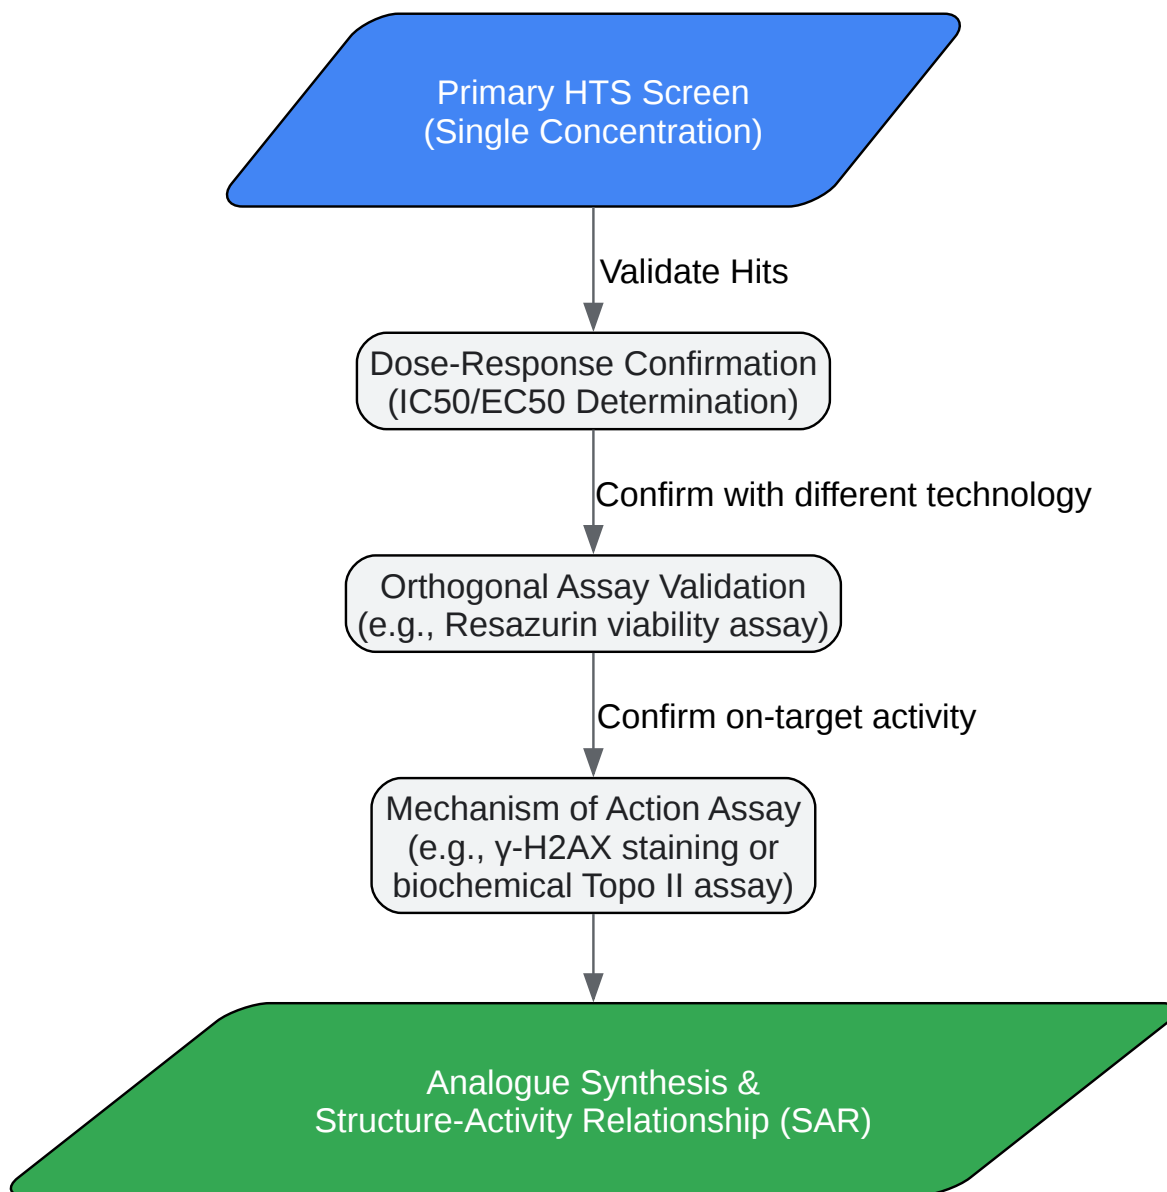 Primary HTS Screen
(Single Concentration)
Validate Hits
Dose-Response Confirmation
(IC50/EC50 Determination)
Confirm with different technology
Orthogonal Assay Validation
(e.g., Resazurin viability assay)
Confirm on-target activity
Mechanism of Action Assay
(e.g., γ-H2AX staining or
biochemical Topo II assay)
Analogue Synthesis &
Structure-Activity Relationship (SAR)